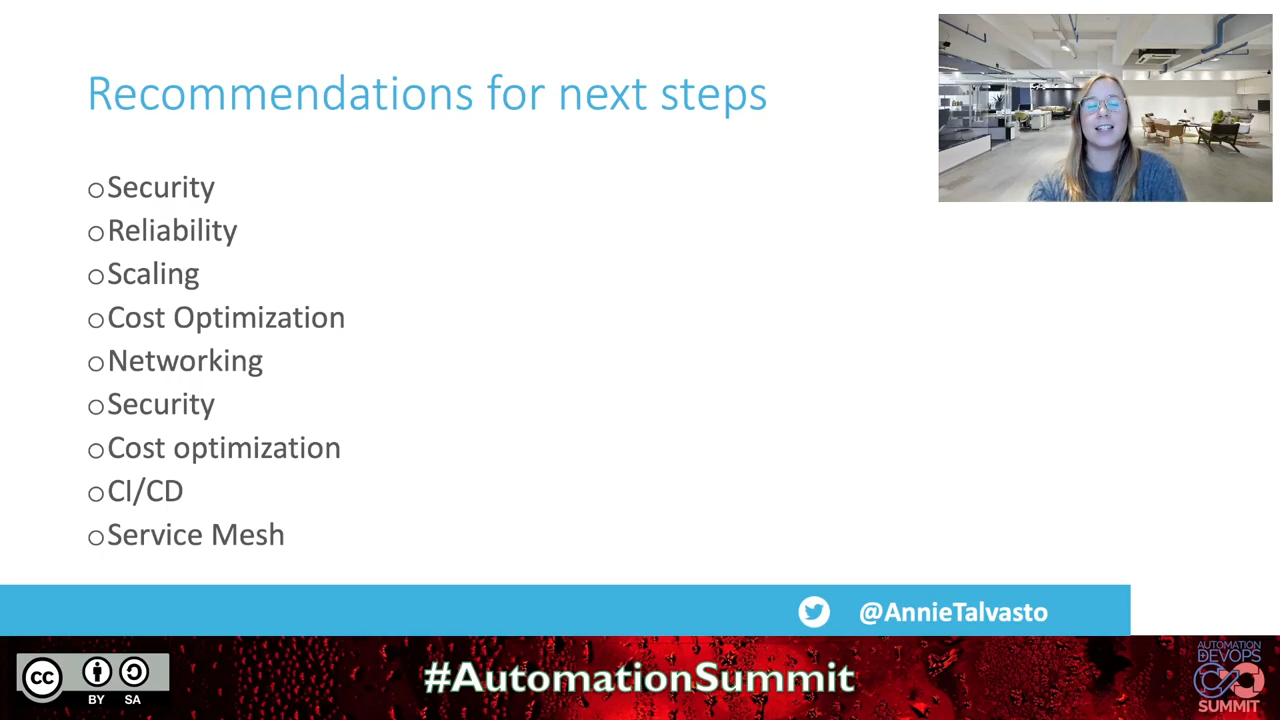 Recommendations for next steps
Security
Reliability
Scaling
Cost Optimization
Networking
Security
Cost optimization
CI/CD
Service Mesh
@AnnieTalvasto
cc
BY SA
#AutomationSummit
AUTOMATION
DEVOPS
SUMMIT